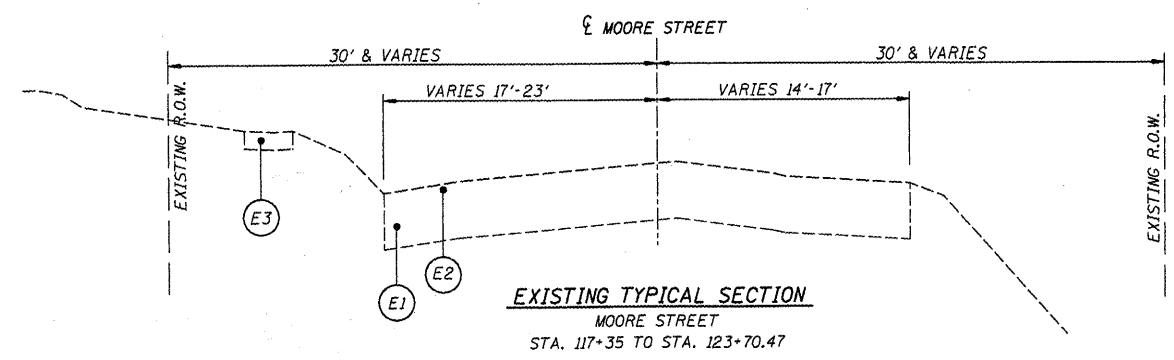 ℄ MOORE STREET
30' & VARIES
30' & VARIES
VARIES 17'-23'
VARIES 14'-17'
EXISTING R.O.W.
EXISTING R.O.W.
E3
E1
E2
EXISTING TYPICAL SECTION
MOORE STREET
STA. 117+35 TO STA. 123+70.47